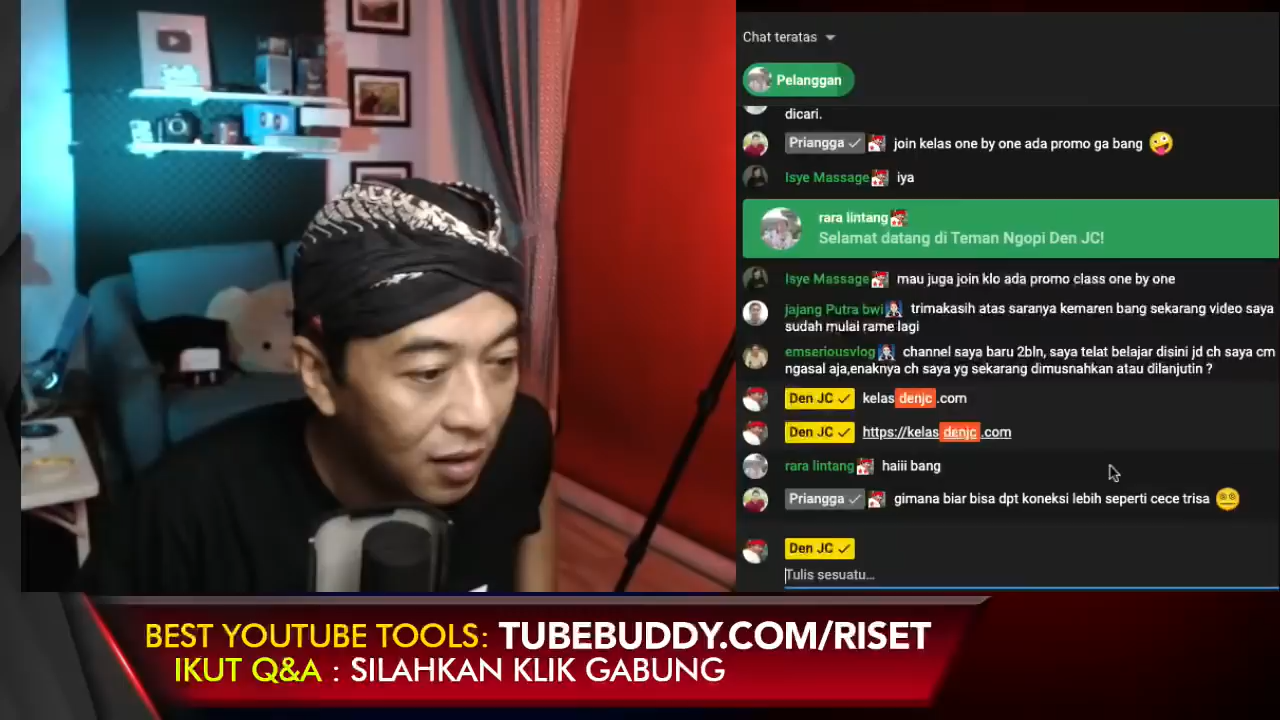 Chat teratas
Pelanggan
dicari.
Priangga join kelas one by one ada promo ga bang
Isye Massage iya
rara lintang
Selamat datang di Teman Ngopi Den JC!
Isye Massage mau juga join klo ada promo class one by one
jajang Putra bwi trimakasih atas saranya kemaren bang sekarang video saya
sudah mulai rame lagi
emseriousvlog channel saya baru 2bln, saya telat belajar disini jd ch saya cm
ngasal aja,enaknya ch saya yg sekarang dimusnahkan atau dilanjutin ?
Den JC kelas denjc .com
Den JC https://kelas denjc .com
rara lintang haiii bang
Priangga gimana biar bisa dpt koneksi lebih seperti cece trisa
Den JC
Tulis sesuatu...
BEST YOUTUBE TOOLS: TUBEBUDDY.COM/RISET
IKUT Q&A : SILAHKAN KLIK GABUNG